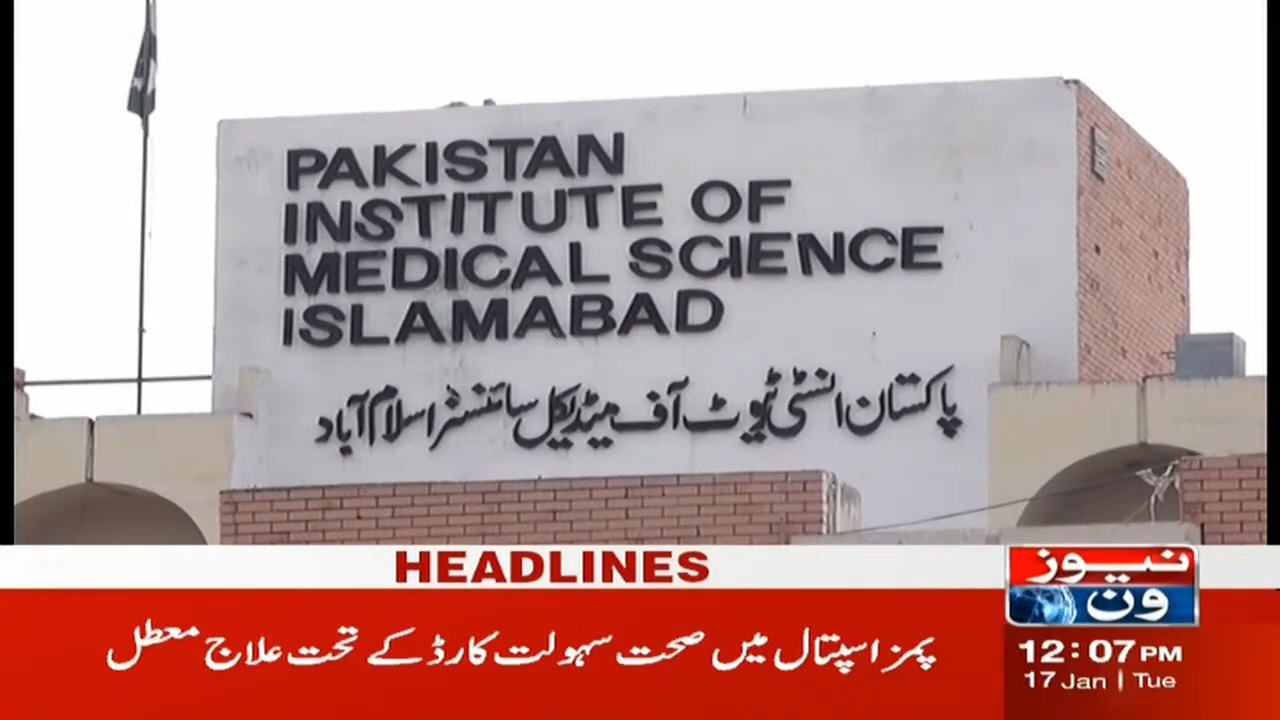 PAKISTAN
INSTITUTE OF
MEDICAL SCIENCE
ISLAMABAD
پاکستان انسٹی ٹیوٹ آف میڈیکل سائنسز اسلام آباد
HEADLINES
پمز اسپتال میں صحت سہولت کارڈ کے تحت علاج معطل
نیوز
ون
12:07 PM
17 Jan | Tue